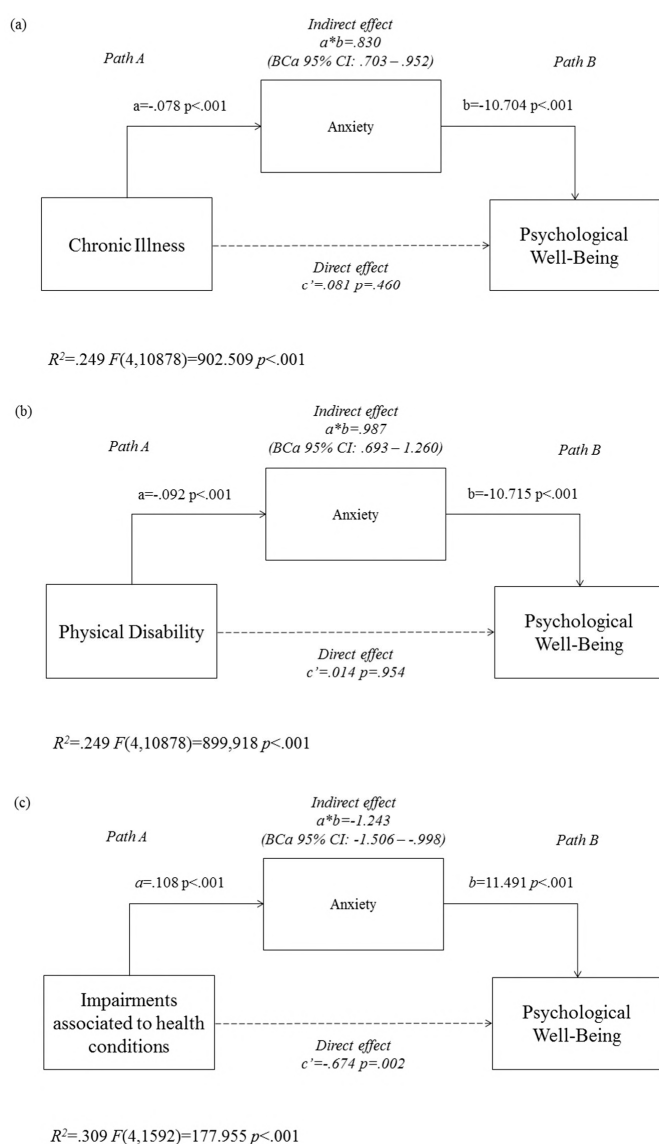 (a)
Indirect effect
a*b=.830
(BCa 95% CI: .703 – .952)
Path A
Path B
a=-.078 p<.001
Anxiety
b=-10.704 p<.001
Chronic Illness
Psychological
Well-Being
Direct effect
c’=.081 p=.460
R²=.249 F(4,10878)=902.509 p<.001
(b)
Indirect effect
a*b=.987
(BCa 95% CI: .693 – 1.260)
Path A
Path B
a=-.092 p<.001
Anxiety
b=-10.715 p<.001
Physical Disability
Psychological
Well-Being
Direct effect
c’=.014 p=.954
R²=.249 F(4,10878)=899,918 p<.001
(c)
Indirect effect
a*b=-1.243
(BCa 95% CI: -1.506 – -.998)
Path A
Path B
a=.108 p<.001
Anxiety
b=11.491 p<.001
Impairments
associated to health
conditions
Psychological
Well-Being
Direct effect
c’=-.674 p=.002
R²=.309 F(4,1592)=177.955 p<.001